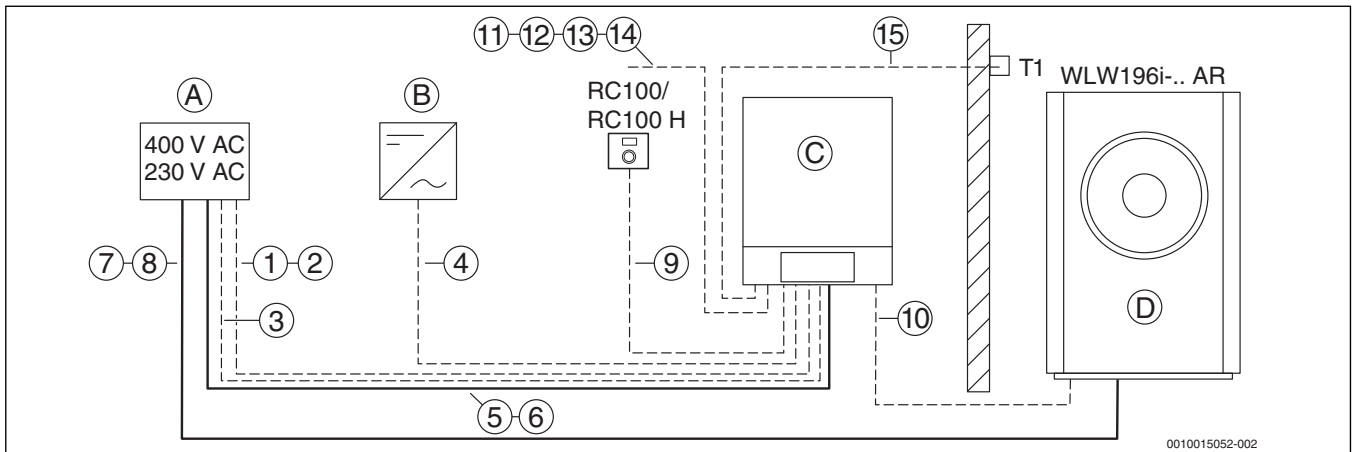 11 12 13 14
15
T1
WLW196i-.. AR
RC100/
RC100 H
A
B
400 V AC
230 V AC
C
7 8
1 2
4
9
3
10
D
5 6
0010015052-002